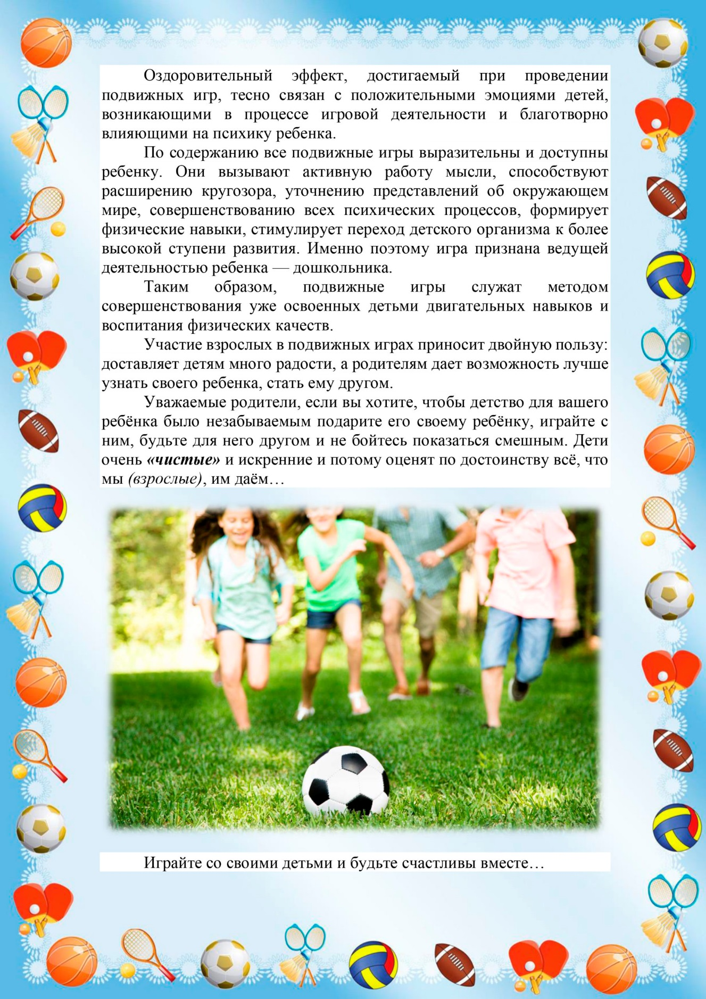 Оздоровительный эффект, достигаемый при проведении
подвижных игр, тесно связан с положительными эмоциями детей,
возникающими в процессе игровой деятельности и благотворно
влияющими на психику ребенка.
По содержанию все подвижные игры выразительны и доступны
ребенку. Они вызывают активную работу мысли, способствуют
расширению кругозора, уточнению представлений об окружающем
мире, совершенствованию всех психических процессов, формирует
физические навыки, стимулирует переход детского организма к более
высокой ступени развития. Именно поэтому игра признана ведущей
деятельностью ребенка — дошкольника.
Таким образом, подвижные игры служат методом
совершенствования уже освоенных детьми двигательных навыков и
воспитания физических качеств.
Участие взрослых в подвижных играх приносит двойную пользу:
доставляет детям много радости, а родителям дает возможность лучше
узнать своего ребенка, стать ему другом.
Уважаемые родители, если вы хотите, чтобы детство для вашего
ребёнка было незабываемым подарите его своему ребёнку, играйте с
ним, будьте для него другом и не бойтесь показаться смешным. Дети
очень «чистые» и искренние и потому оценят по достоинству всё, что
мы (взрослые), им даём…
Играйте со своими детьми и будьте счастливы вместе…